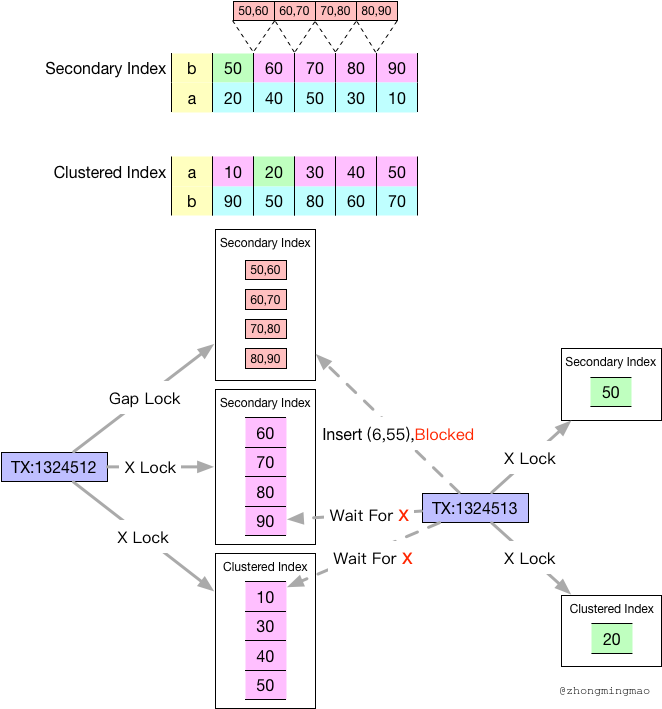 50,60 60,70 70,80 80,90
Secondary Index b 50 60 70 80 90
a 20 40 50 30 10
Clustered Index a 10 20 30 40 50
b 90 50 80 60 70
Secondary Index
50,60
60,70
70,80
80,90
Gap Lock
Secondary Index
60
70
80
90
TX:1324512
X Lock
X Lock
Clustered Index
10
30
40
50
Insert (6,55),Blocked
Wait For X
Wait For X
TX:1324513
X Lock
Secondary Index
50
X Lock
Clustered Index
20
@zhongmingmao